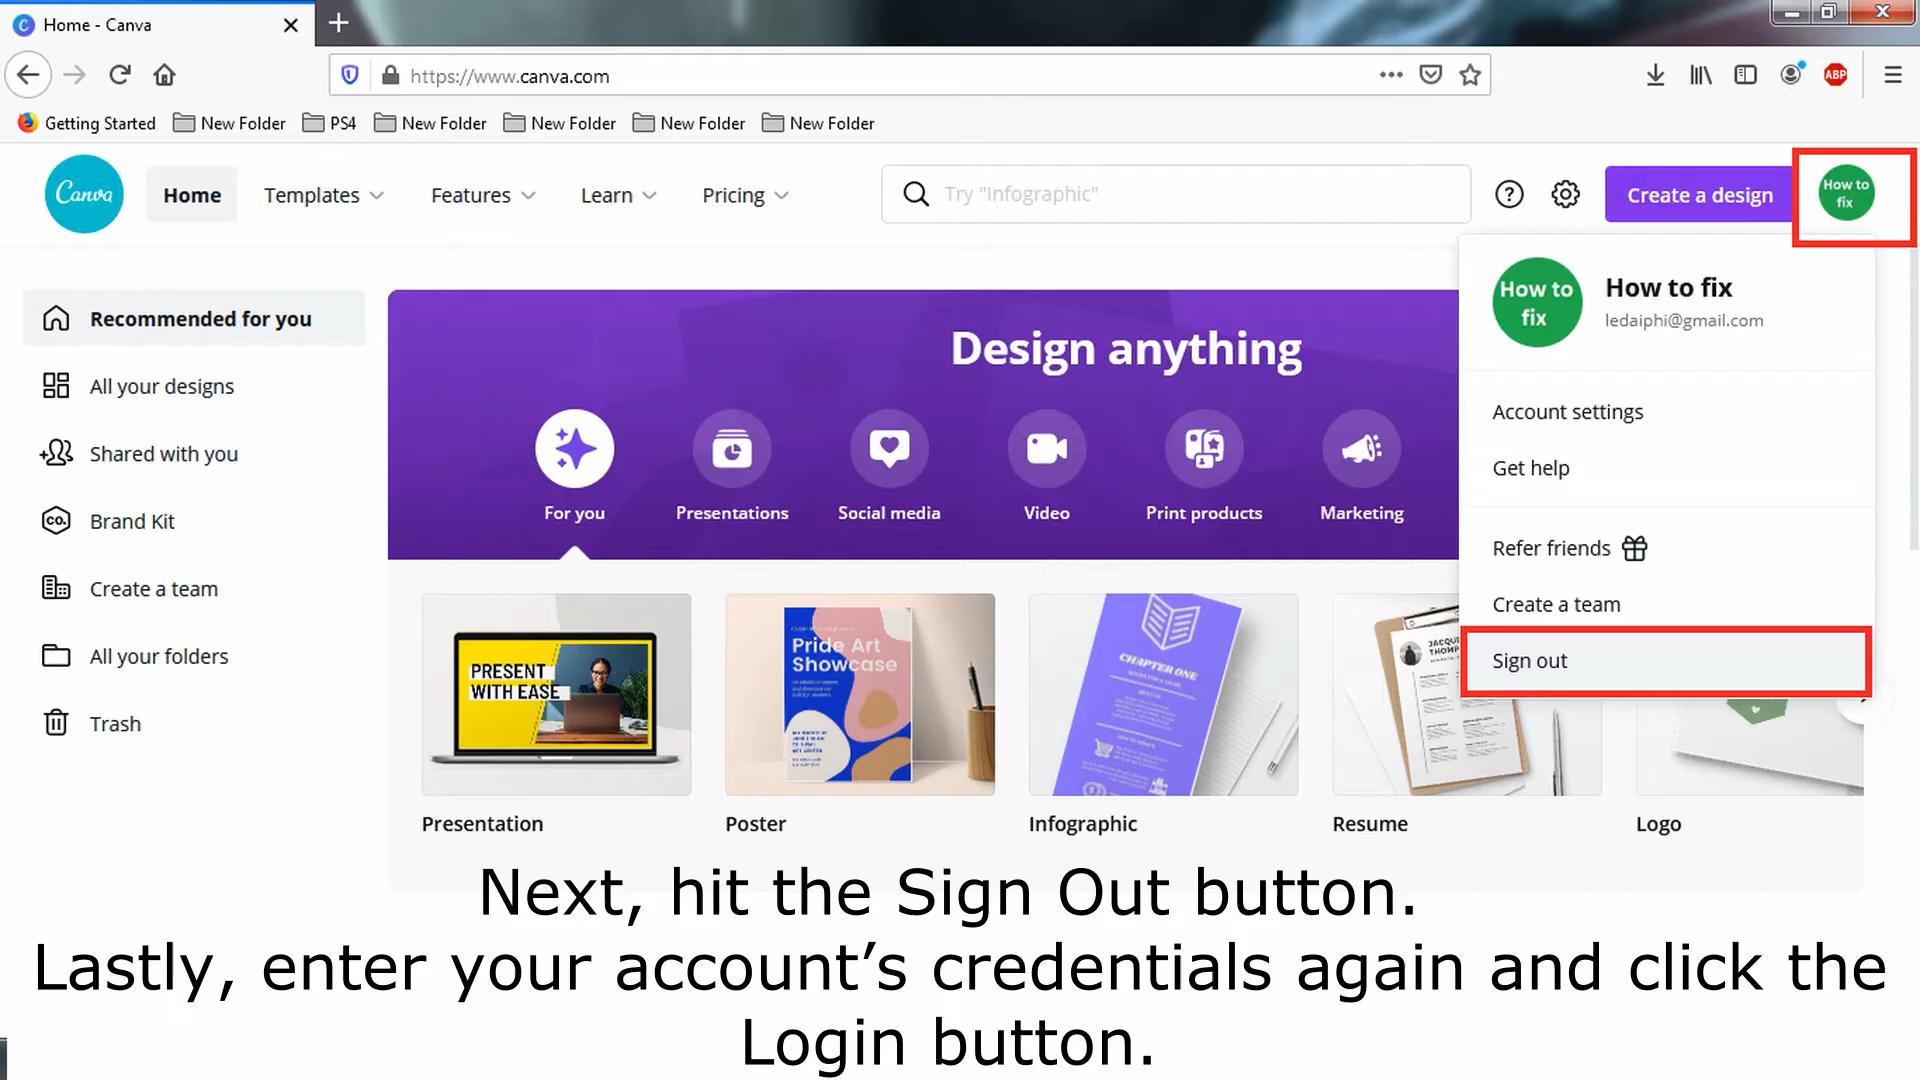 Home - Canva
https://www.canva.com
ABP
Getting Started New Folder PS4 New Folder New Folder New Folder New Folder
Canva Home Templates Features Learn Pricing Try "Infographic" ? Create a design How to fix
How to fix
How to fix
ledaiphi@gmail.com
Account settings
Get help
Refer friends
Create a team
Sign out
Recommended for you
All your designs
Shared with you
CO.
Brand Kit
Create a team
All your folders
Trash
Design anything
For you Presentations Social media Video Print products Marketing
PRESENT
WITH EASE
Pride Art
Showcase
CHAPTER ONE
Presentation Poster Infographic Resume Logo
Next, hit the Sign Out button.
Lastly, enter your account’s credentials again and click the
Login button.